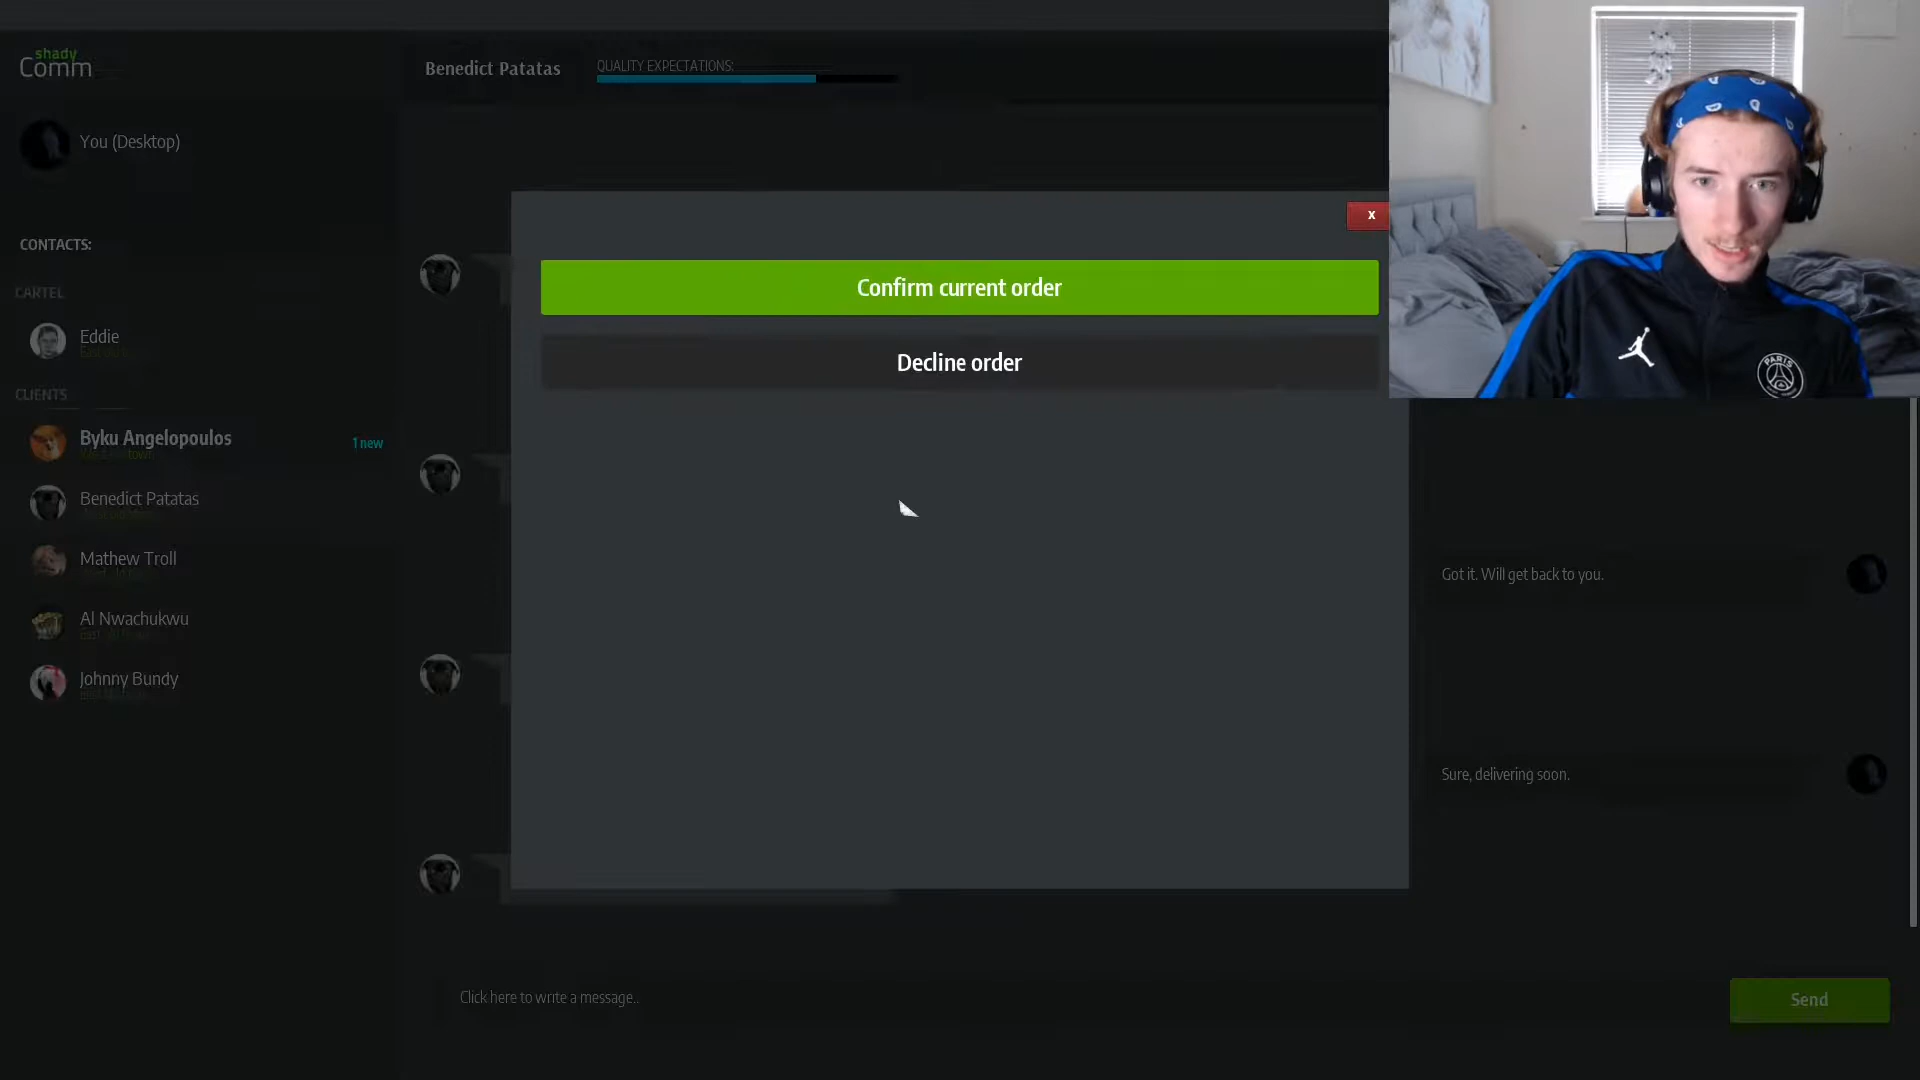 shady
Comm
Benedict Patatas
QUALITY EXPECTATIONS:
You (Desktop)
x
CONTACTS:
Confirm current order
CARTEL
Eddie
Decline order
PARIS
CLIENTS
Byku Angelopoulos
1 new
Benedict Patatas
Mathew Troll
Got it. Will get back to you.
Al Nwachukwu
Johnny Bundy
Sure, delivering soon.
Click here to write a message..
Send